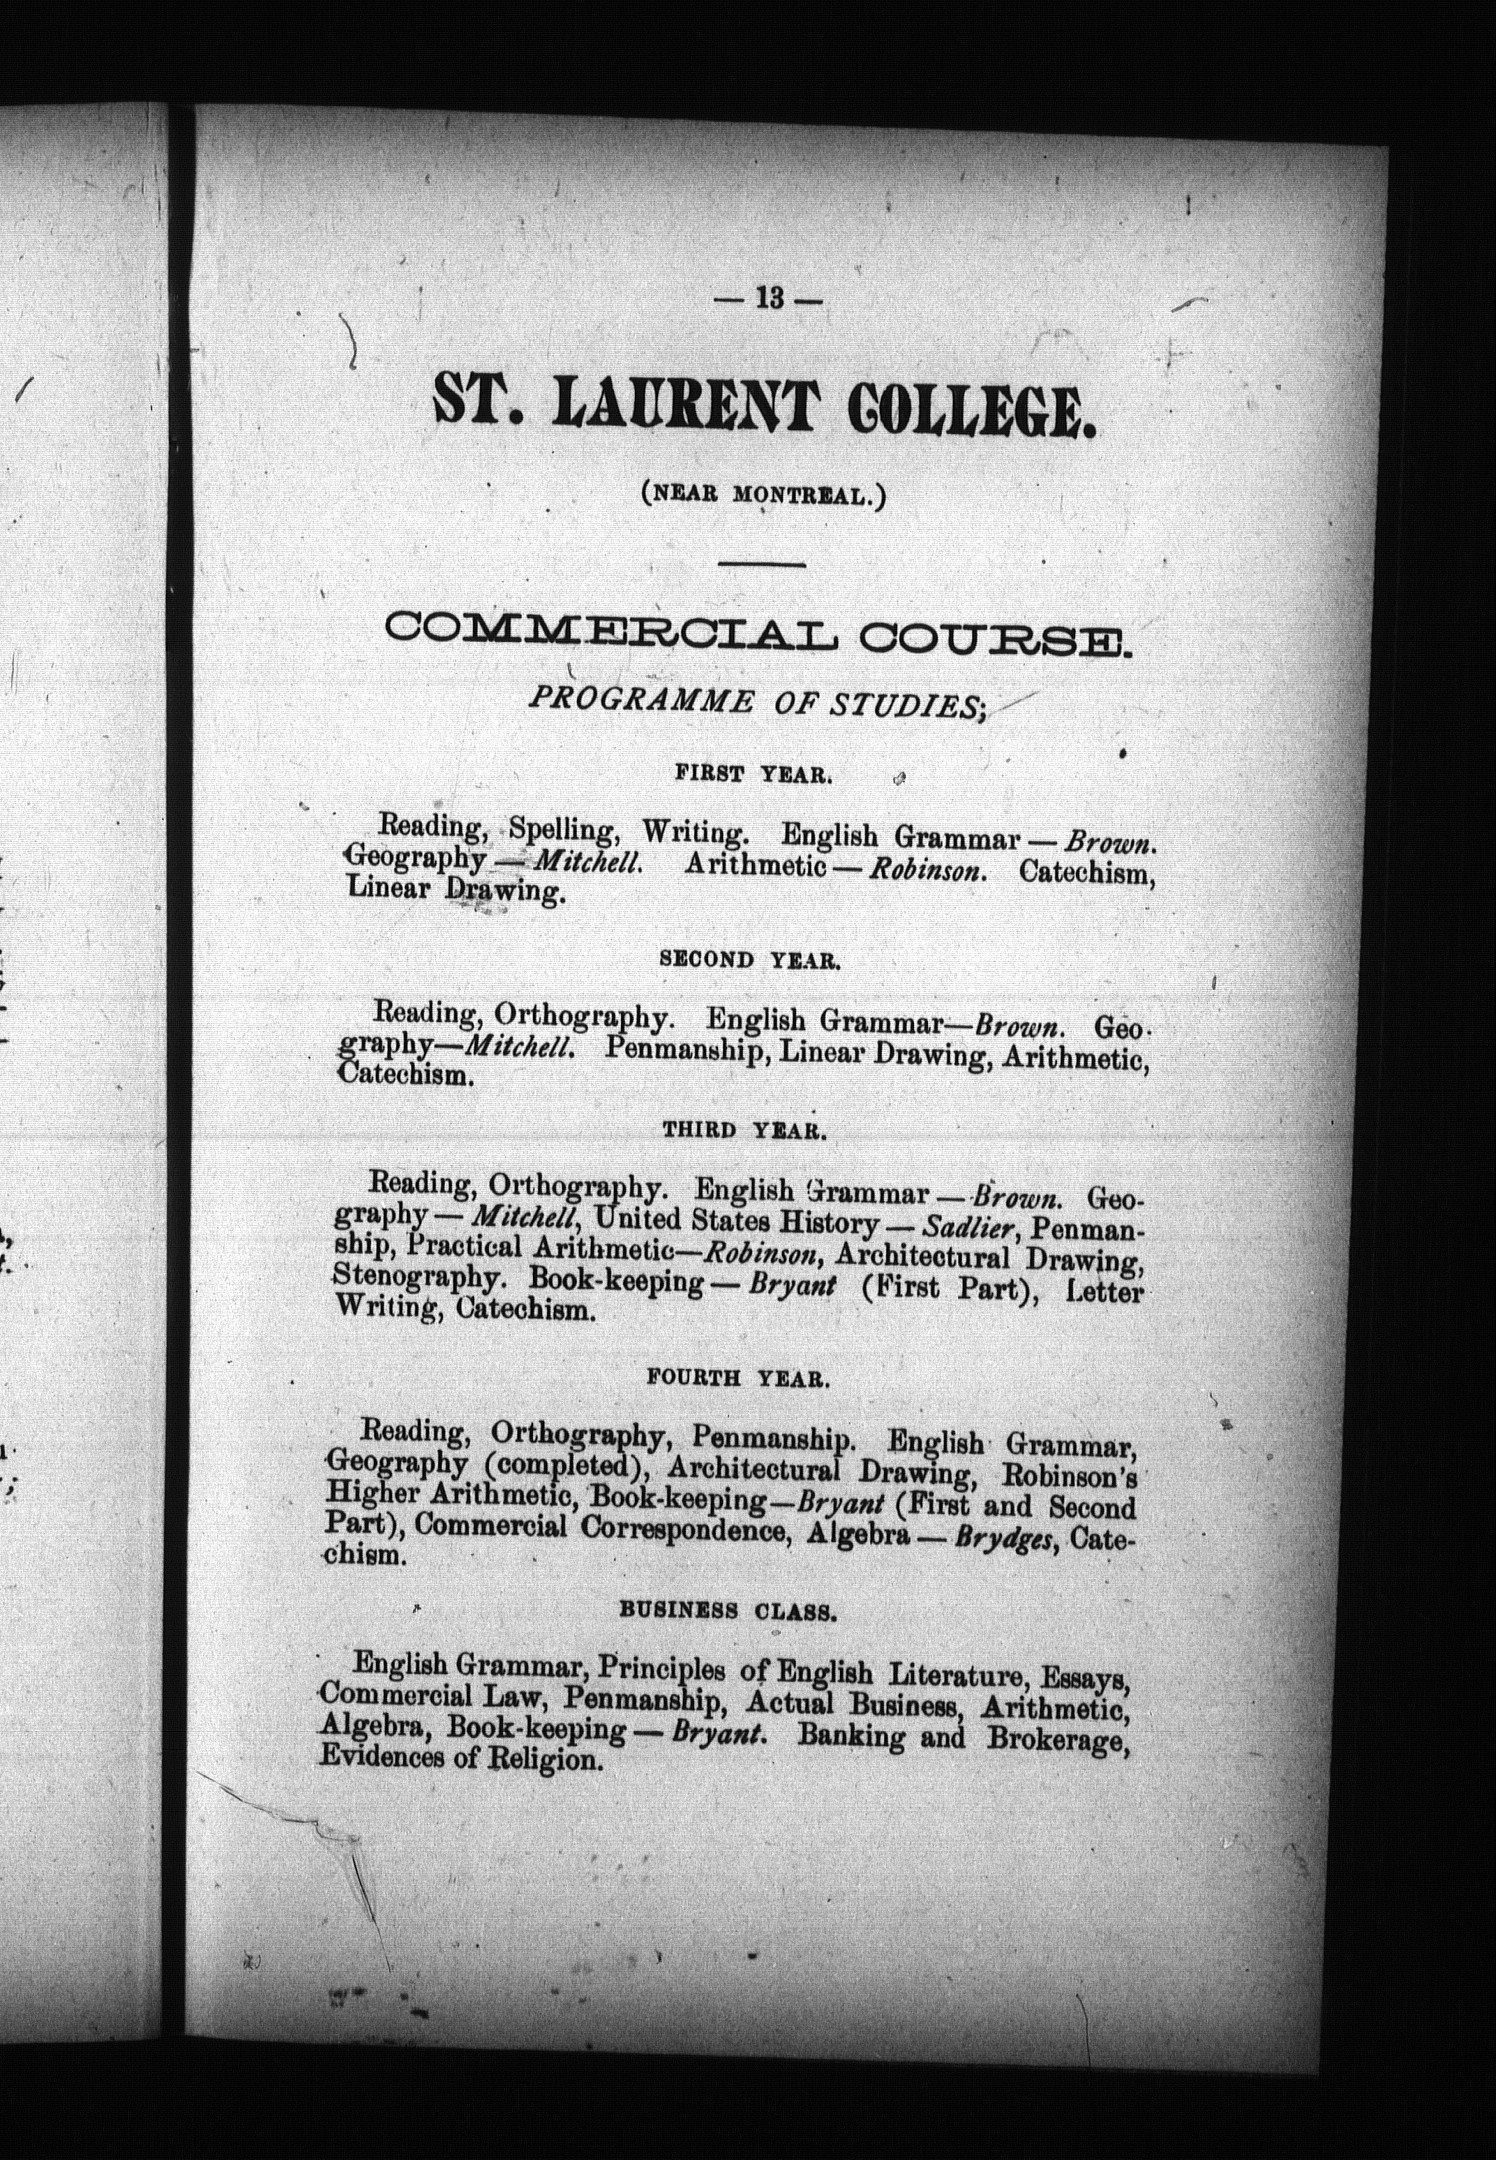 — 13 —
ST. LAURENT COLLEGE.
(NEAR MONTREAL.)
COMMERCIAL COURSE.
PROGRAMME OF STUDIES;
FIRST YEAR.
Reading, Spelling, Writing. English Grammar — Brown.
Geography — Mitchell. Arithmetic — Robinson. Catechism,
Linear Drawing.
SECOND YEAR.
Reading, Orthography. English Grammar—Brown. Geo-
graphy—Mitchell. Penmanship, Linear Drawing, Arithmetic,
Catechism.
THIRD YEAR.
Reading, Orthography. English Grammar — Brown. Geo-
graphy — Mitchell, United States History — Sadlier, Penman-
ship, Practical Arithmetic—Robinson, Architectural Drawing,
Stenography. Book-keeping — Bryant (First Part), Letter
Writing, Catechism.
FOURTH YEAR.
Reading, Orthography, Penmanship. English Grammar,
Geography (completed), Architectural Drawing, Robinson's
Higher Arithmetic, Book-keeping—Bryant (First and Second
Part), Commercial Correspondence, Algebra — Brydges, Cate-
chism.
BUSINESS CLASS.
English Grammar, Principles of English Literature, Essays,
Commercial Law, Penmanship, Actual Business, Arithmetic,
Algebra, Book-keeping — Bryant. Banking and Brokerage,
Evidences of Religion.